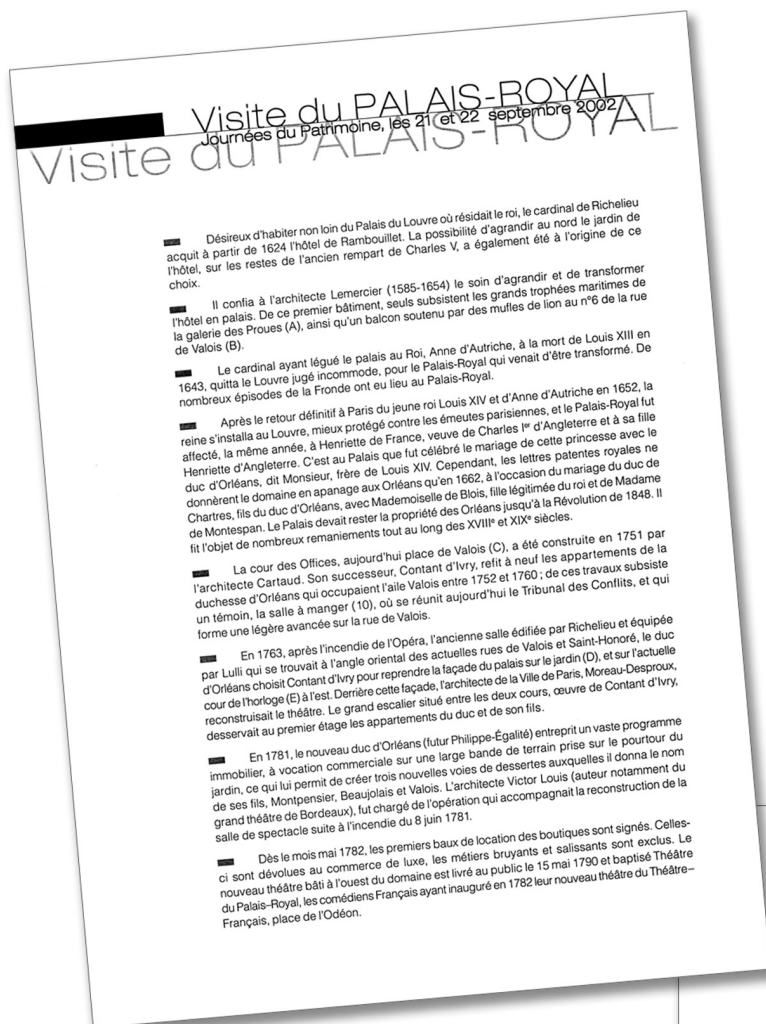 Visite du PALAIS-ROYAL
Journées du Patrimoine, les 21 et 22 septembre 2002
Visite du PALAIS-ROYAL
Désireux d'habiter non loin du Palais du Louvre où résidait le roi, le cardinal de Richelieu
acquit à partir de 1624 l'hôtel de Rambouillet. La possibilité d'agrandir au nord le jardin de
l'hôtel, sur les restes de l'ancien rempart de Charles V, a également été à l'origine de ce
choix.
Il confia à l'architecte Lemercier (1585-1654) le soin d'agrandir et de transformer
l'hôtel en palais. De ce premier bâtiment, seuls subsistent les grands trophées maritimes de
la galerie des Proues (A), ainsi qu'un balcon soutenu par des mufles de lion au n°6 de la rue
de Valois (B).
Le cardinal ayant légué le palais au Roi, Anne d'Autriche, à la mort de Louis XIII en
1643, quitta le Louvre jugé incommode, pour le Palais-Royal qui venait d'être transformé. De
nombreux épisodes de la Fronde ont eu lieu au Palais-Royal.
Après le retour définitif à Paris du jeune roi Louis XIV et d'Anne d'Autriche en 1652, la
reine s'installa au Louvre, mieux protégé contre les émeutes parisiennes, et le Palais-Royal fut
affecté, la même année, à Henriette de France, veuve de Charles Iᵉʳ d'Angleterre et à sa fille
Henriette d'Angleterre. C'est au Palais que fut célébré le mariage de cette princesse avec le
duc d'Orléans, dit Monsieur, frère de Louis XIV. Cependant, les lettres patentes royales ne
donnèrent le domaine en apanage aux Orléans qu'en 1662, à l'occasion du mariage du duc de
Chartres, fils du duc d'Orléans, avec Mademoiselle de Blois, fille légitimée du roi et de Madame
de Montespan. Le Palais devait rester la propriété des Orléans jusqu'à la Révolution de 1848. Il
fit l'objet de nombreux remaniements tout au long des XVIIIᵉ et XIXᵉ siècles.
La cour des Offices, aujourd'hui place de Valois (C), a été construite en 1751 par
l'architecte Cartaud. Son successeur, Contant d'Ivry, refit à neuf les appartements de la
duchesse d'Orléans qui occupaient l'aile Valois entre 1752 et 1760 ; de ces travaux subsiste
un témoin, la salle à manger (10), où se réunit aujourd'hui le Tribunal des Conflits, et qui
forme une légère avancée sur la rue de Valois.
En 1763, après l'incendie de l'Opéra, l'ancienne salle édifiée par Richelieu et équipée
par Lulli qui se trouvait à l'angle oriental des actuelles rues de Valois et Saint-Honoré, le duc
d'Orléans choisit Contant d'Ivry pour reprendre la façade du palais sur le jardin (D), et sur l'actuelle
cour de l'horloge (E) à l'est. Derrière cette façade, l'architecte de la Ville de Paris, Moreau-Desproux,
reconstruisait le théâtre. Le grand escalier situé entre les deux cours, œuvre de Contant d'Ivry,
desservait au premier étage les appartements du duc et de son fils.
En 1781, le nouveau duc d'Orléans (futur Philippe-Égalité) entreprit un vaste programme
immobilier, à vocation commerciale sur une large bande de terrain prise sur le pourtour du
jardin, ce qui lui permit de créer trois nouvelles voies de dessertes auxquelles il donna le nom
de ses fils, Montpensier, Beaujolais et Valois. L'architecte Victor Louis (auteur notamment du
grand théâtre de Bordeaux), fut chargé de l'opération qui accompagnait la reconstruction de la
salle de spectacle suite à l'incendie du 8 juin 1781.
Dès le mois mai 1782, les premiers baux de location des boutiques sont signés. Celles-
ci sont dévolues au commerce de luxe, les métiers bruyants et salissants sont exclus. Le
nouveau théâtre bâti à l'ouest du domaine est livré au public le 15 mai 1790 et baptisé Théâtre
du Palais–Royal, les comédiens Français ayant inauguré en 1782 leur nouveau théâtre du Théâtre–
Français, place de l'Odéon.